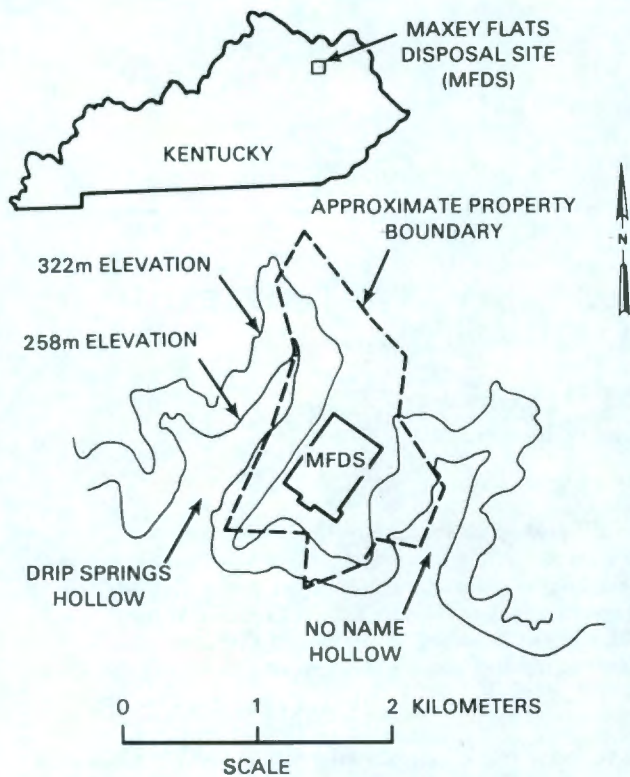 MAXEY FLATS
DISPOSAL SITE
(MFDS)
KENTUCKY
APPROXIMATE PROPERTY
BOUNDARY
N
322m ELEVATION
258m ELEVATION
MFDS
DRIP SPRINGS
HOLLOW
NO NAME
HOLLOW
0 1 2 KILOMETERS
SCALE